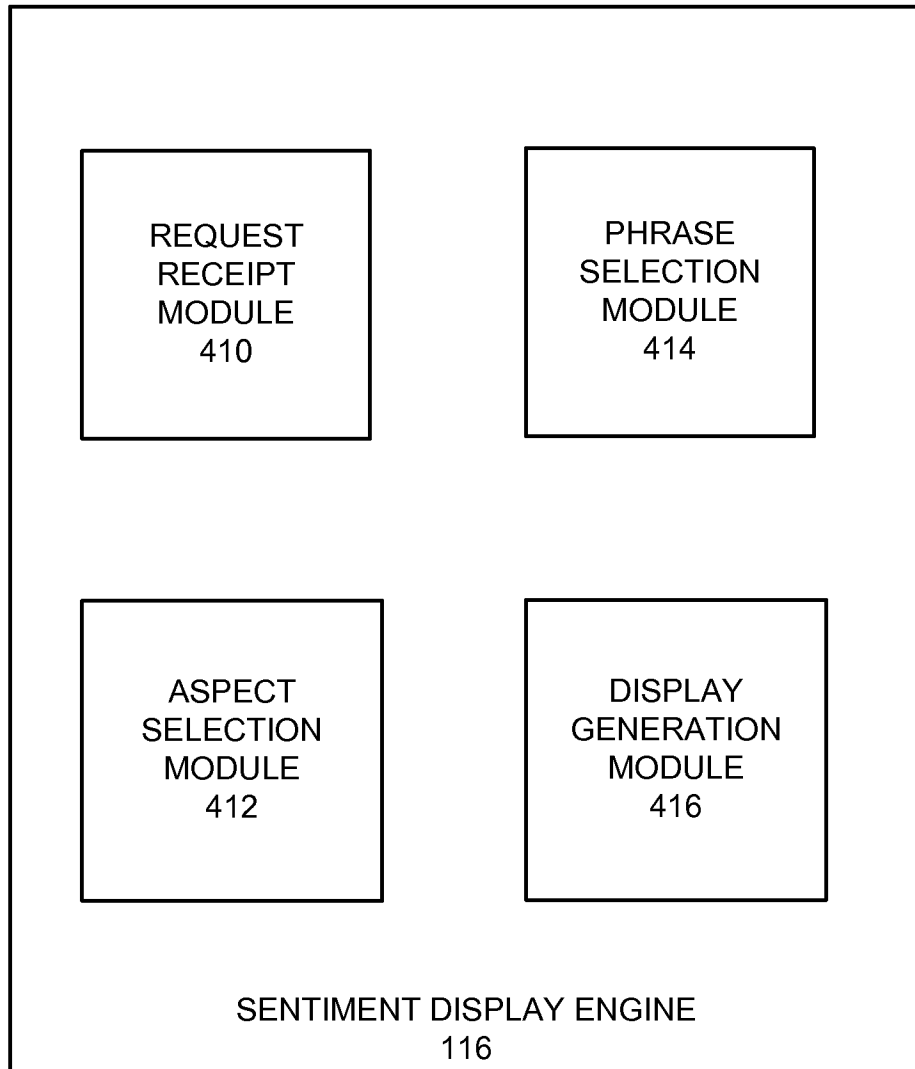 REQUEST
RECEIPT
MODULE
410
PHRASE
SELECTION
MODULE
414
ASPECT
SELECTION
MODULE
412
DISPLAY
GENERATION
MODULE
416
SENTIMENT DISPLAY ENGINE
116